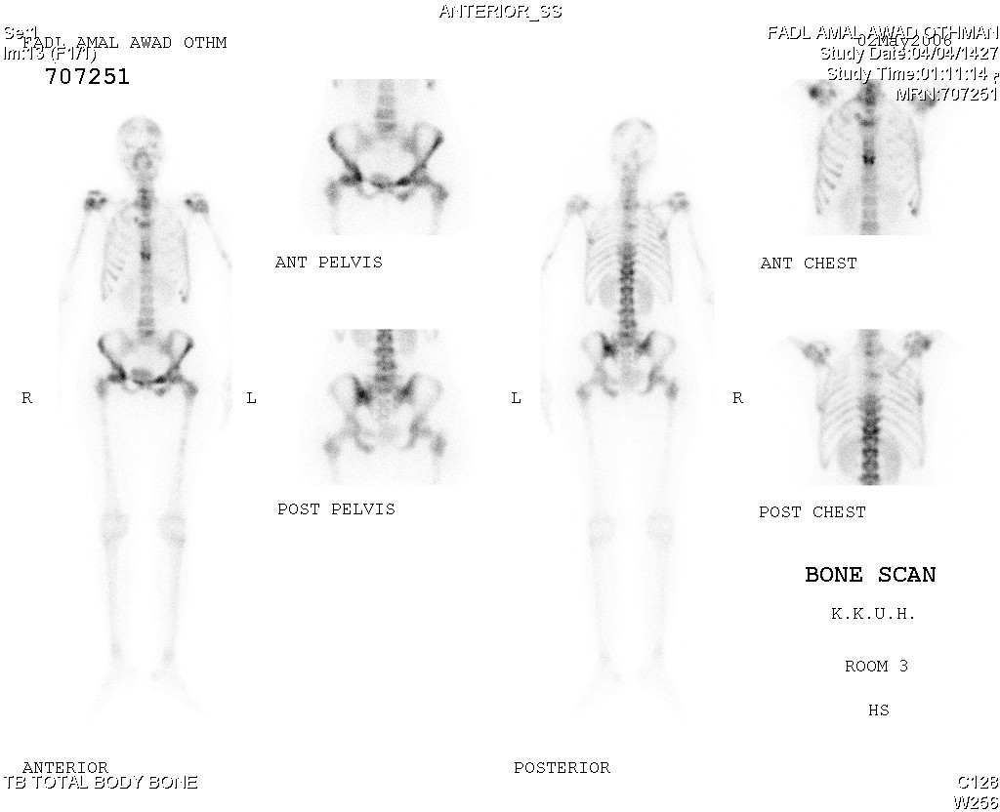 ANTERIOR_SS
Se:1
FADL AMAL AWAD OTHM
Im:13 (F1/1)
707251
FADL AMAL AWAD OTHMAN
02May2006
Study Date:04/04/1427
Study Time:01:11:14 م
MRN:707251
ANT PELVIS
ANT CHEST
R
L
L
R
POST PELVIS
POST CHEST
BONE SCAN
K.K.U.H.
ROOM 3
HS
ANTERIOR
POSTERIOR
TB TOTAL BODY BONE
C128
W256